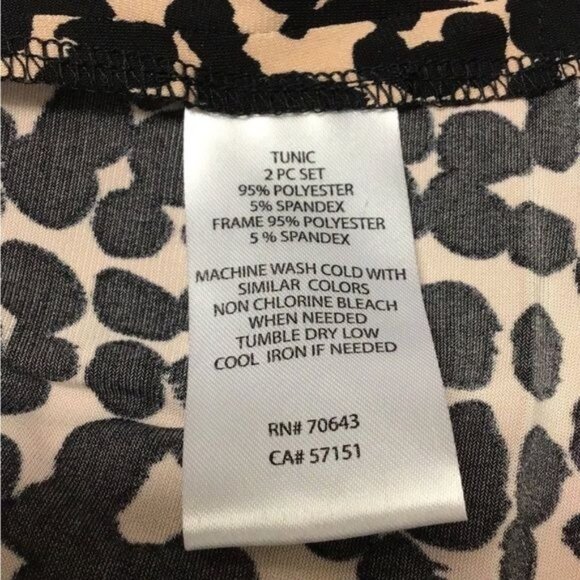 TUNIC
2 PC SET
95% POLYESTER
5% SPANDEX
FRAME 95% POLYESTER
5 % SPANDEX
MACHINE WASH COLD WITH
SIMILAR COLORS
NON CHLORINE BLEACH
WHEN NEEDED
TUMBLE DRY LOW
COOL IRON IF NEEDED
RN# 70643
CA# 57151